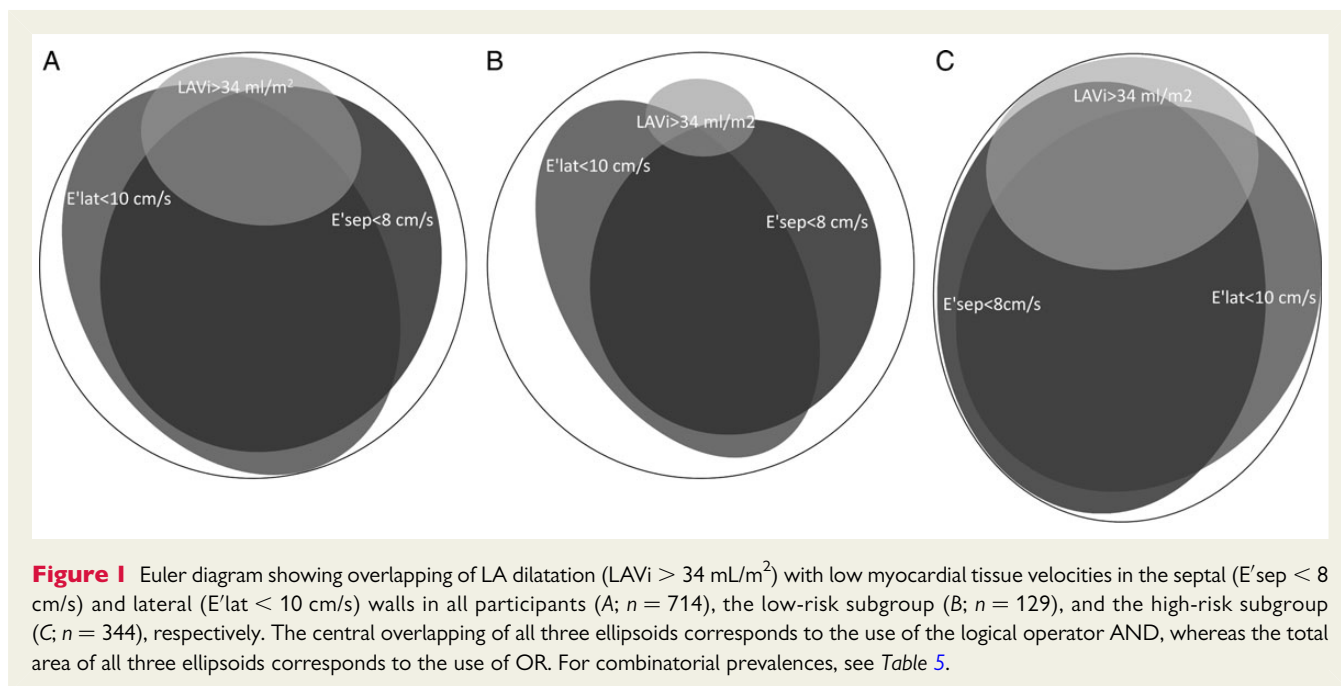 A
B
C
LAVi>34 ml/m²
E'lat<10 cm/s
E'sep<8 cm/s
LAVi>34 ml/m2
E'lat<10 cm/s
E'sep<8 cm/s
LAVi>34 ml/m2
E'sep<8cm/s
E'lat<10 cm/s
Figure 1 Euler diagram showing overlapping of LA dilatation (LAVi > 34 mL/m²) with low myocardial tissue velocities in the septal (E′sep < 8
cm/s) and lateral (E′lat < 10 cm/s) walls in all participants (A; n = 714), the low-risk subgroup (B; n = 129), and the high-risk subgroup
(C; n = 344), respectively. The central overlapping of all three ellipsoids corresponds to the use of the logical operator AND, whereas the total
area of all three ellipsoids corresponds to the use of OR. For combinatorial prevalences, see Table 5.